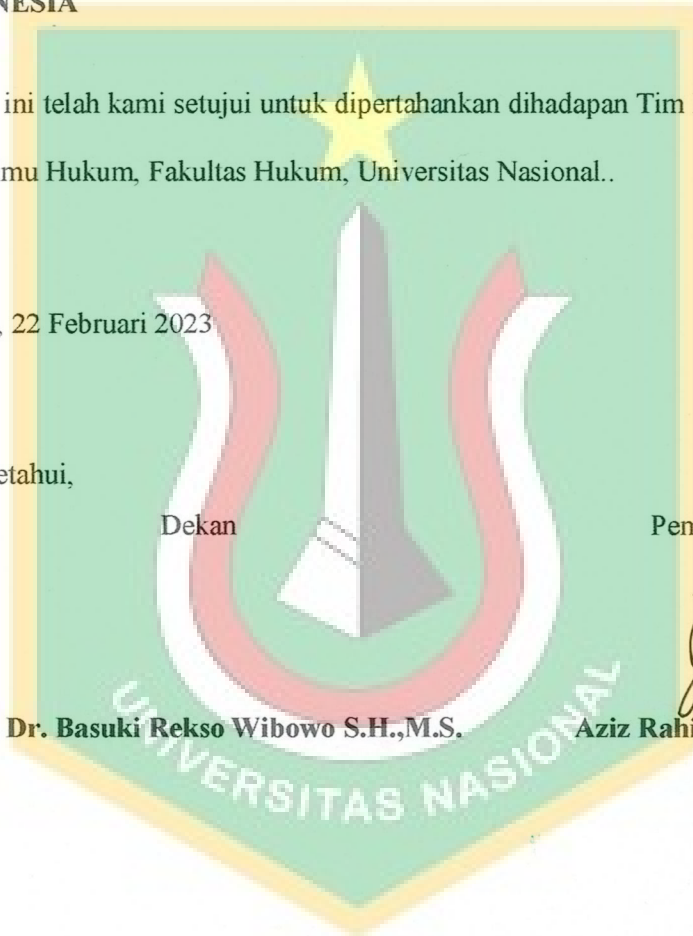 NESIA
ini telah kami setujui untuk dipertahankan dihadapan Tim
mu Hukum, Fakultas Hukum, Universitas Nasional..
, 22 Februari 2023
etahui,
Dekan Pem
Dr. Basuki Rekso Wibowo S.H.,M.S. Aziz Rahi
UNIVERSITAS NASIONAL